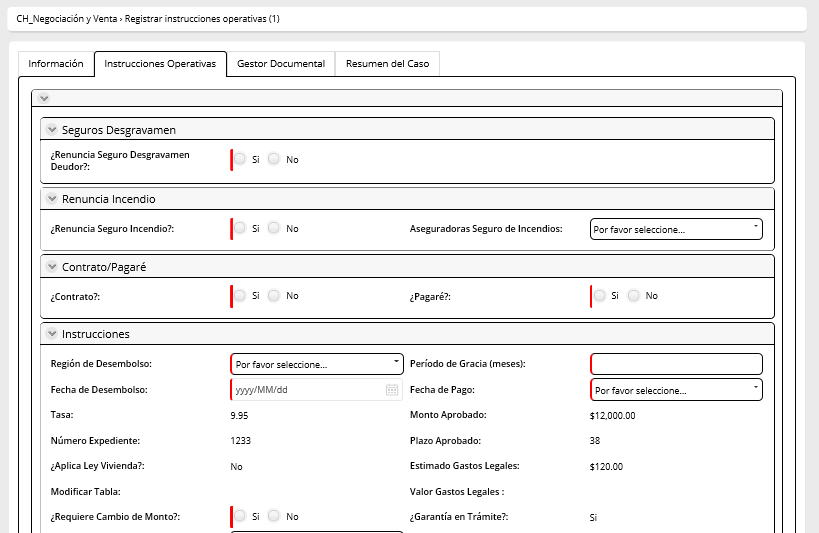 CH_Negociación y Venta › Registrar instrucciones operativas (1)
Información
Instrucciones Operativas
Gestor Documental
Resumen del Caso
Seguros Desgravamen
¿Renuncia Seguro Desgravamen
Deudor?:
Si No
Renuncia Incendio
¿Renuncia Seguro Incendio?: Si No Aseguradoras Seguro de Incendios: Por favor seleccione...
Contrato/Pagaré
¿Contrato?: Si No ¿Pagaré?: Si No
Instrucciones
Región de Desembolso: Por favor seleccione... Período de Gracia (meses):
Fecha de Desembolso: yyyy/MM/dd Fecha de Pago: Por favor seleccione...
Tasa: 9.95 Monto Aprobado: $12,000.00
Número Expediente: 1233 Plazo Aprobado: 38
¿Aplica Ley Vivienda?: No Estimado Gastos Legales: $120.00
Modificar Tabla: Valor Gastos Legales :
¿Requiere Cambio de Monto?: Si No ¿Garantía en Trámite?: Si